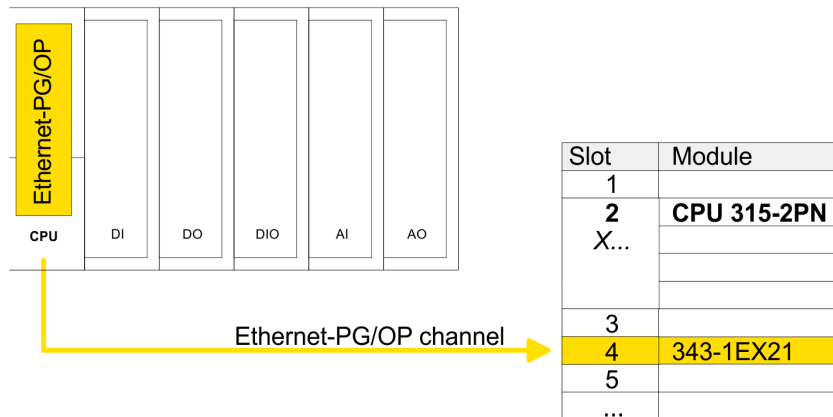 Ethernet-PG/OP
CPU
DI
DO
DIO
AI
AO
Ethernet-PG/OP channel
Slot Module
1
2 CPU 315-2PN
X...
3
4 343-1EX21
5
...